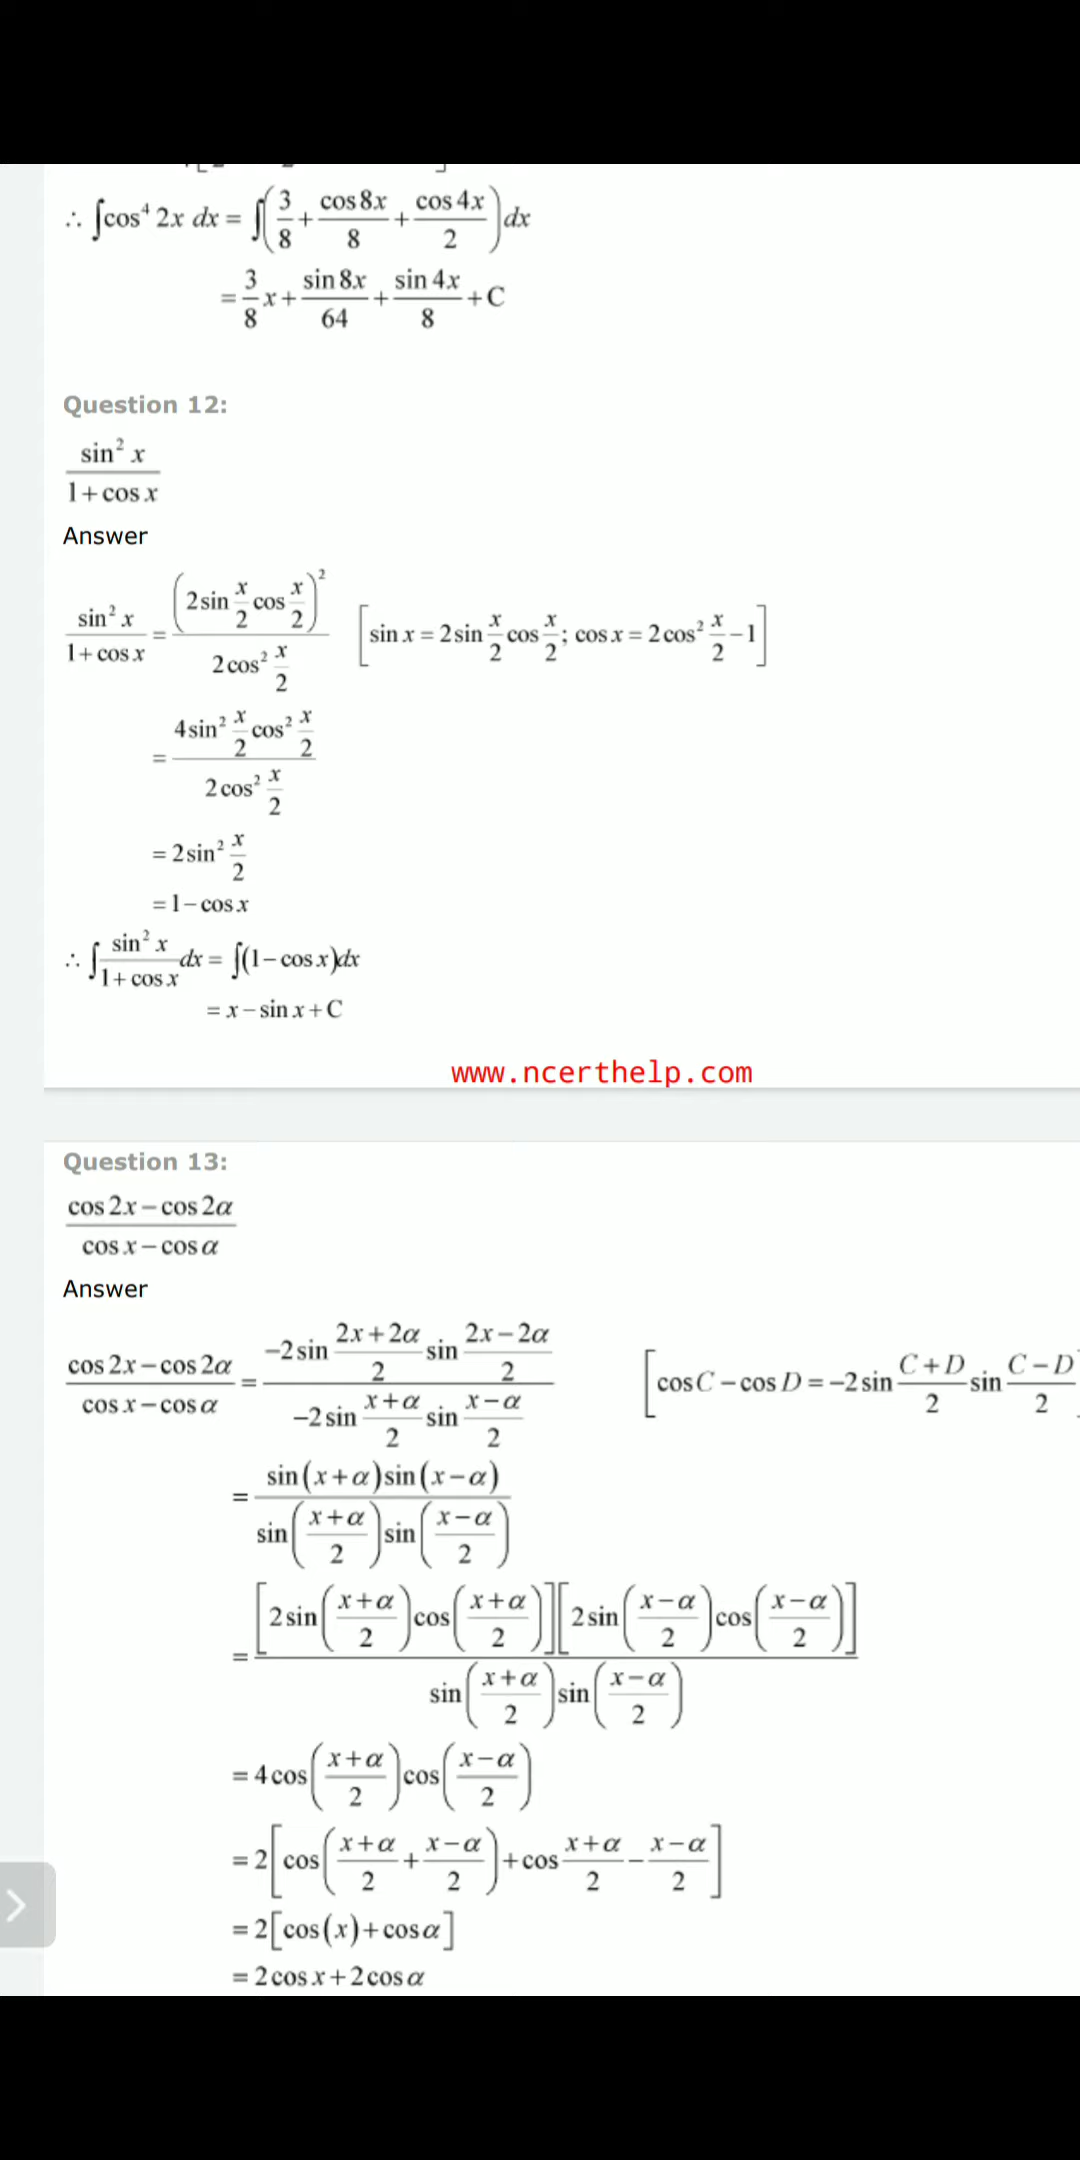 ∴ ∫cos⁴ 2x dx = ∫(3/8 + cos 8x/8 + cos 4x/2) dx
= 3/8 x + sin 8x/64 + sin 4x/8 + C
Question 12:
sin² x/(1 + cos x)
Answer
sin² x/(1 + cos x) = (2 sin x/2 cos x/2)²/(2 cos² x/2) [sin x = 2 sin x/2 cos x/2; cos x = 2 cos² x/2 − 1]
= (4 sin² x/2 cos² x/2)/(2 cos² x/2)
= 2 sin² x/2
= 1 − cos x
∴ ∫ sin² x/(1 + cos x) dx = ∫(1 − cos x)dx
= x − sin x + C
www.ncerthelp.com
Question 13:
(cos 2x − cos 2α)/(cos x − cos α)
Answer
(cos 2x − cos 2α)/(cos x − cos α) = (−2 sin (2x + 2α)/2 sin (2x − 2α)/2)/(−2 sin (x + α)/2 sin (x − α)/2) [cos C − cos D = −2 sin (C + D)/2 sin (C − D)/2
= sin(x + α) sin(x − α)/(sin((x + α)/2) sin((x − α)/2))
= [2 sin((x + α)/2) cos((x + α)/2)][2 sin((x − α)/2) cos((x − α)/2)]/(sin((x + α)/2) sin((x − α)/2))
= 4 cos((x + α)/2) cos((x − α)/2)
= 2[cos((x + α)/2 + (x − α)/2) + cos (x + α)/2 − (x − α)/2]
= 2[cos(x) + cos α]
= 2 cos x + 2 cos α